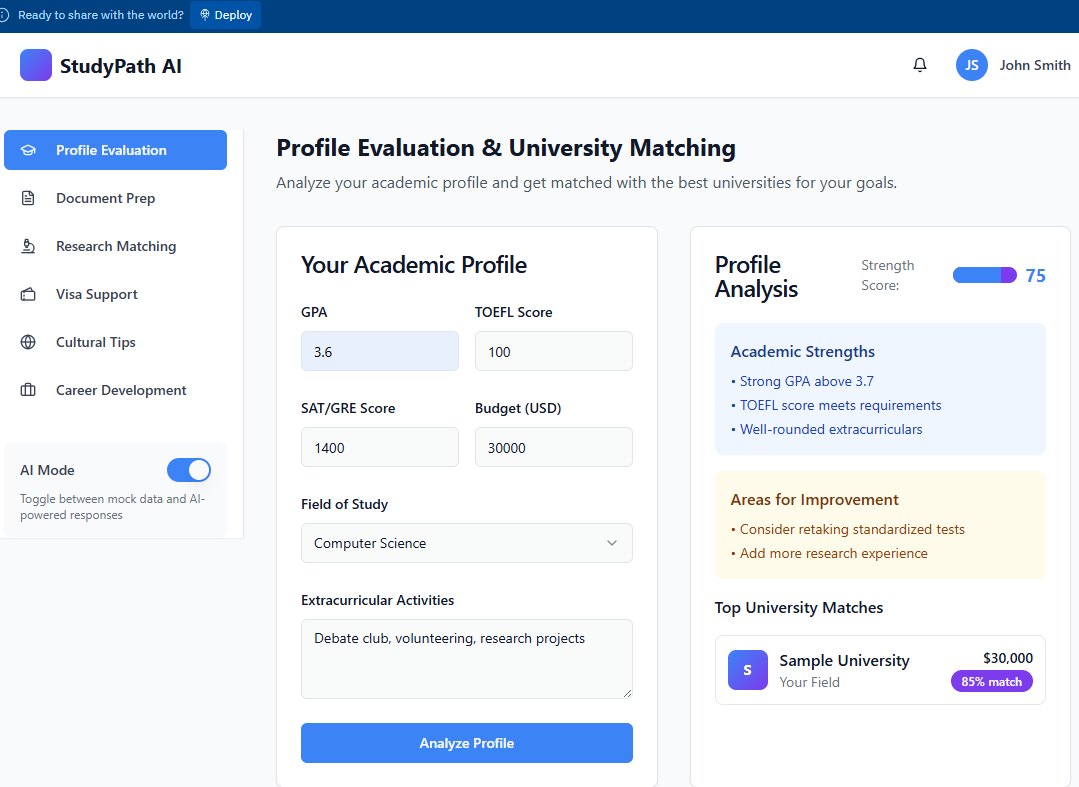 Ready to share with the world? Deploy
StudyPath AI
JS John Smith
Profile Evaluation
Document Prep
Research Matching
Visa Support
Cultural Tips
Career Development
AI Mode
Toggle between mock data and AI-
powered responses
Profile Evaluation & University Matching
Analyze your academic profile and get matched with the best universities for your goals.
Your Academic Profile
GPA TOEFL Score
3.6 100
SAT/GRE Score Budget (USD)
1400 30000
Field of Study
Computer Science
Extracurricular Activities
Debate club, volunteering, research projects
Analyze Profile
Profile
Analysis
Strength
Score:
75
Academic Strengths
• Strong GPA above 3.7
• TOEFL score meets requirements
• Well-rounded extracurriculars
Areas for Improvement
• Consider retaking standardized tests
• Add more research experience
Top University Matches
S
Sample University
Your Field
$30,000
85% match